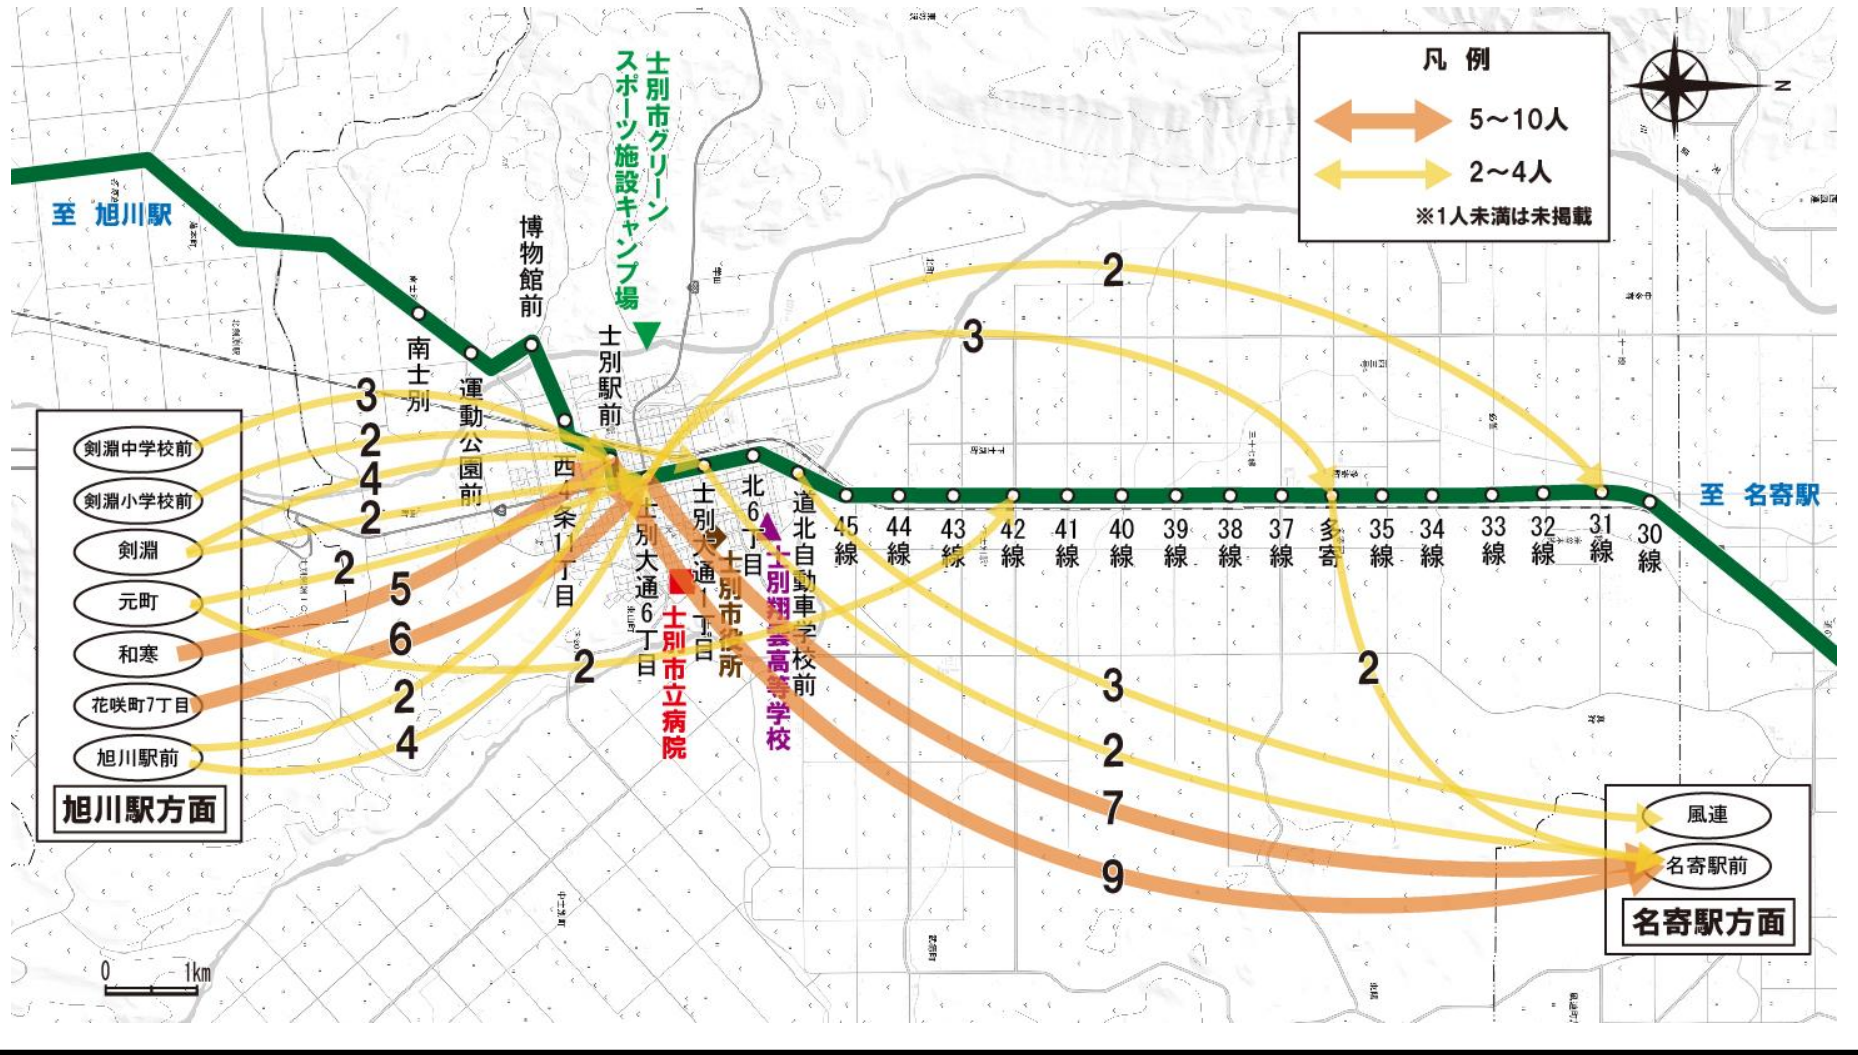 凡 例
5～10人
2～4人
※1人未満は未掲載
N
至 旭川駅
至 名寄駅
士別市グリーン
スポーツ施設キャンプ場
南士別
運動公園前
博物館前
西4条11丁目
士別駅前
士別大通6丁目
士別大通1丁目
北6丁目
道北自動車学校前
45線
44線
43線
42線
41線
40線
39線
38線
37線
多寄
35線
34線
33線
32線
31線
30線
士別市立病院
士別市役所
士別翔雲高等学校
剣淵中学校前
剣淵小学校前
剣淵
元町
和寒
花咲町7丁目
旭川駅前
旭川駅方面
3
2
4
2
2
5
6
2
4
2
2
3
3
2
2
7
9
風連
名寄駅前
名寄駅方面
0 1km